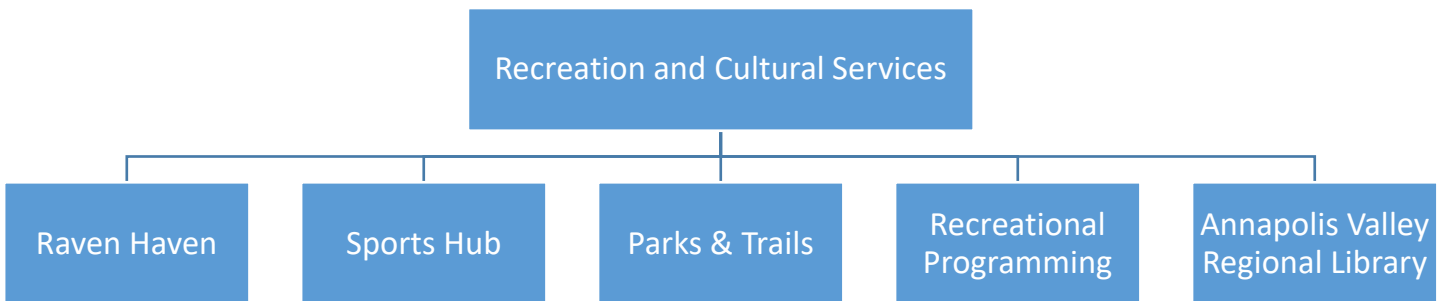 Recreation and Cultural Services
Raven Haven
Sports Hub
Parks & Trails
Recreational
Programming
Annapolis Valley
Regional Library